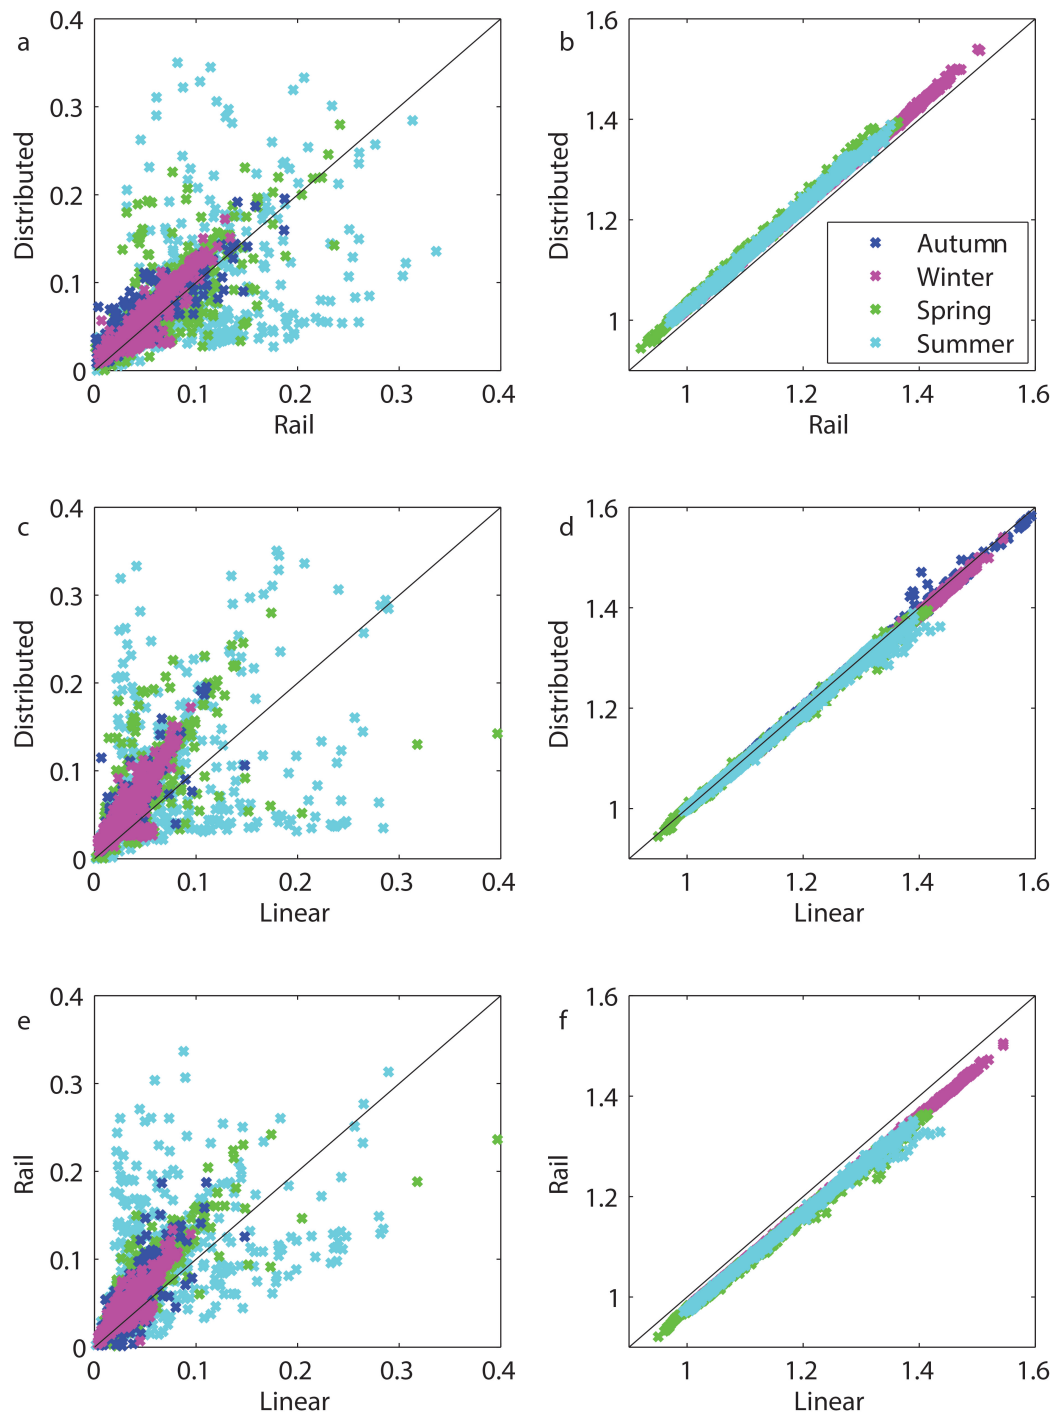 a
0.4
0.3
0.2
0.1
0
Distributed
0 0.1 0.2 0.3 0.4
Rail
b
1.6
1.4
1.2
1
Distributed
Autumn
Winter
Spring
Summer
1 1.2 1.4 1.6
Rail
c
0.4
0.3
0.2
0.1
0
Distributed
0 0.1 0.2 0.3 0.4
Linear
d
1.6
1.4
1.2
1
Distributed
1 1.2 1.4 1.6
Linear
e
0.4
0.3
0.2
0.1
0
Rail
0 0.1 0.2 0.3 0.4
Linear
f
1.6
1.4
1.2
1
Rail
1 1.2 1.4 1.6
Linear